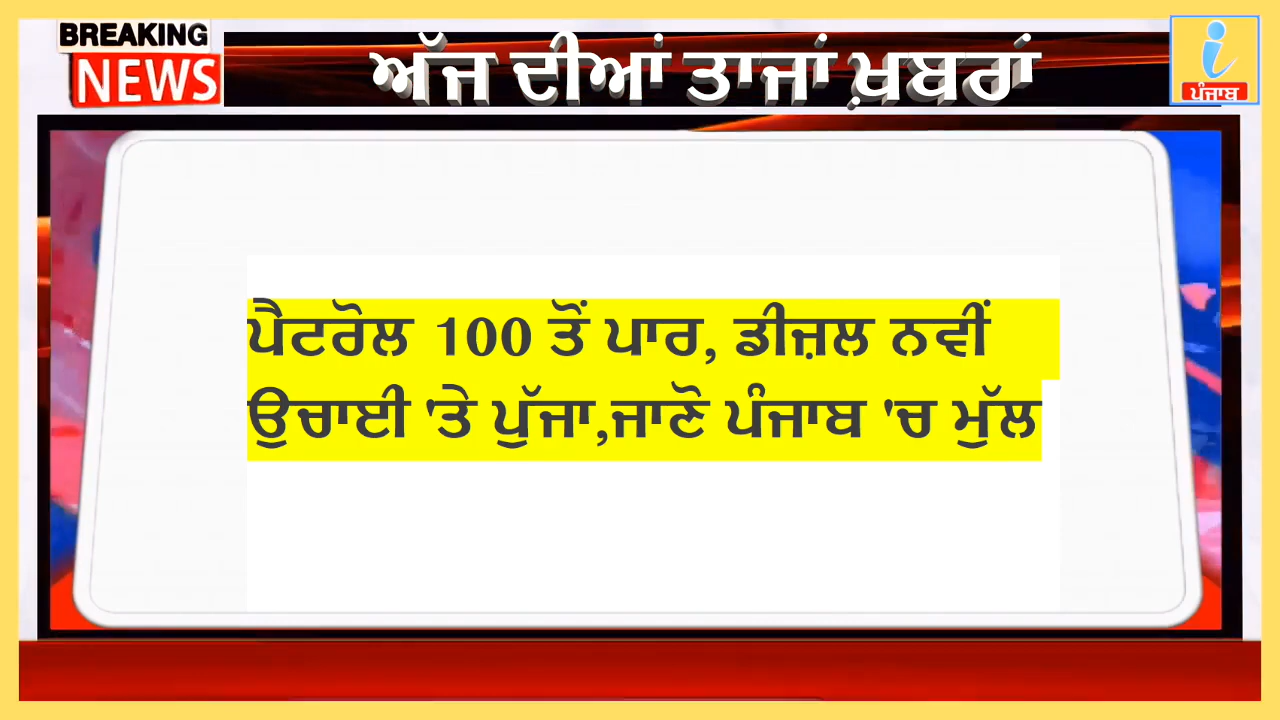 BREAKING
NEWS
ਅੱਜ ਦੀਆਂ ਤਾਜਾਂ ਖ਼ਬਰਾਂ
i
ਪੰਜਾਬ
ਪੈਟਰੋਲ 100 ਤੋਂ ਪਾਰ, ਡੀਜ਼ਲ ਨਵੀਂ
ਉਚਾਈ 'ਤੇ ਪੁੱਜਾ,ਜਾਣੋ ਪੰਜਾਬ 'ਚ ਮੁੱਲ